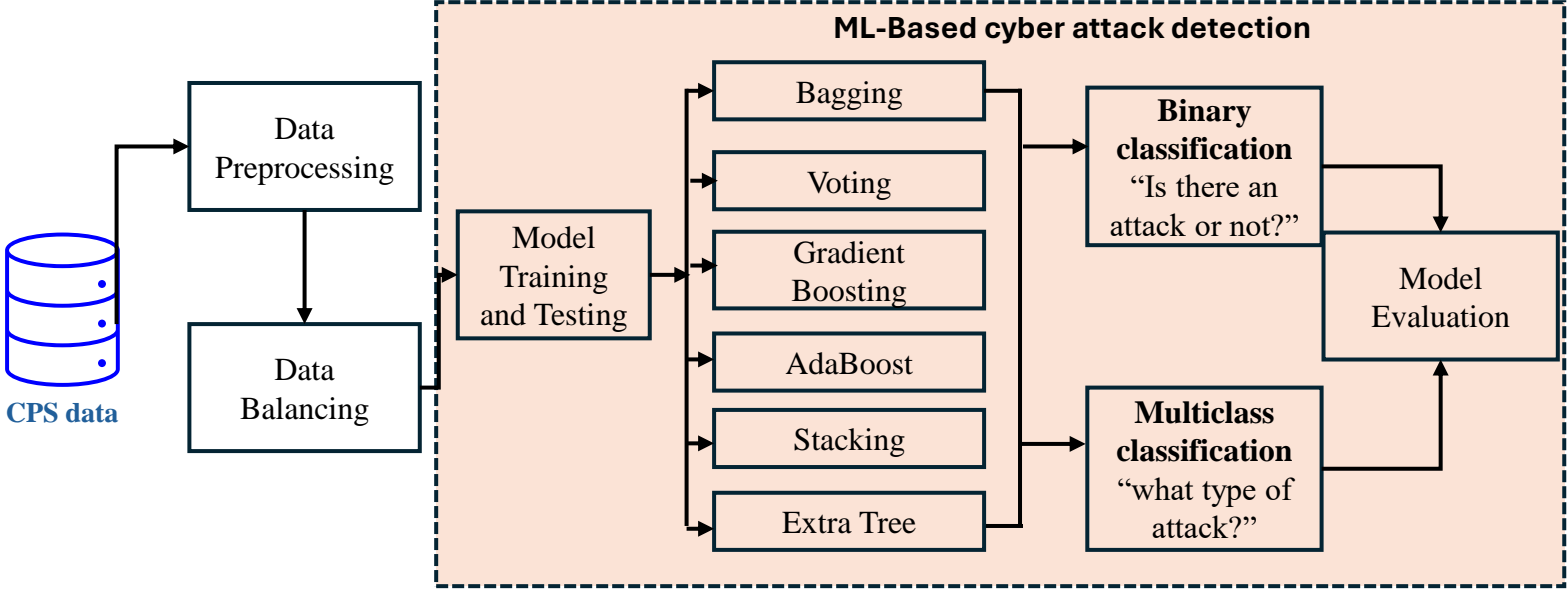 ML-Based cyber attack detection
CPS data
Data
Preprocessing
Data
Balancing
Model
Training
and Testing
Bagging
Voting
Gradient
Boosting
AdaBoost
Stacking
Extra Tree
Binary
classification
“Is there an
attack or not?”
Multiclass
classification
“what type of
attack?”
Model
Evaluation